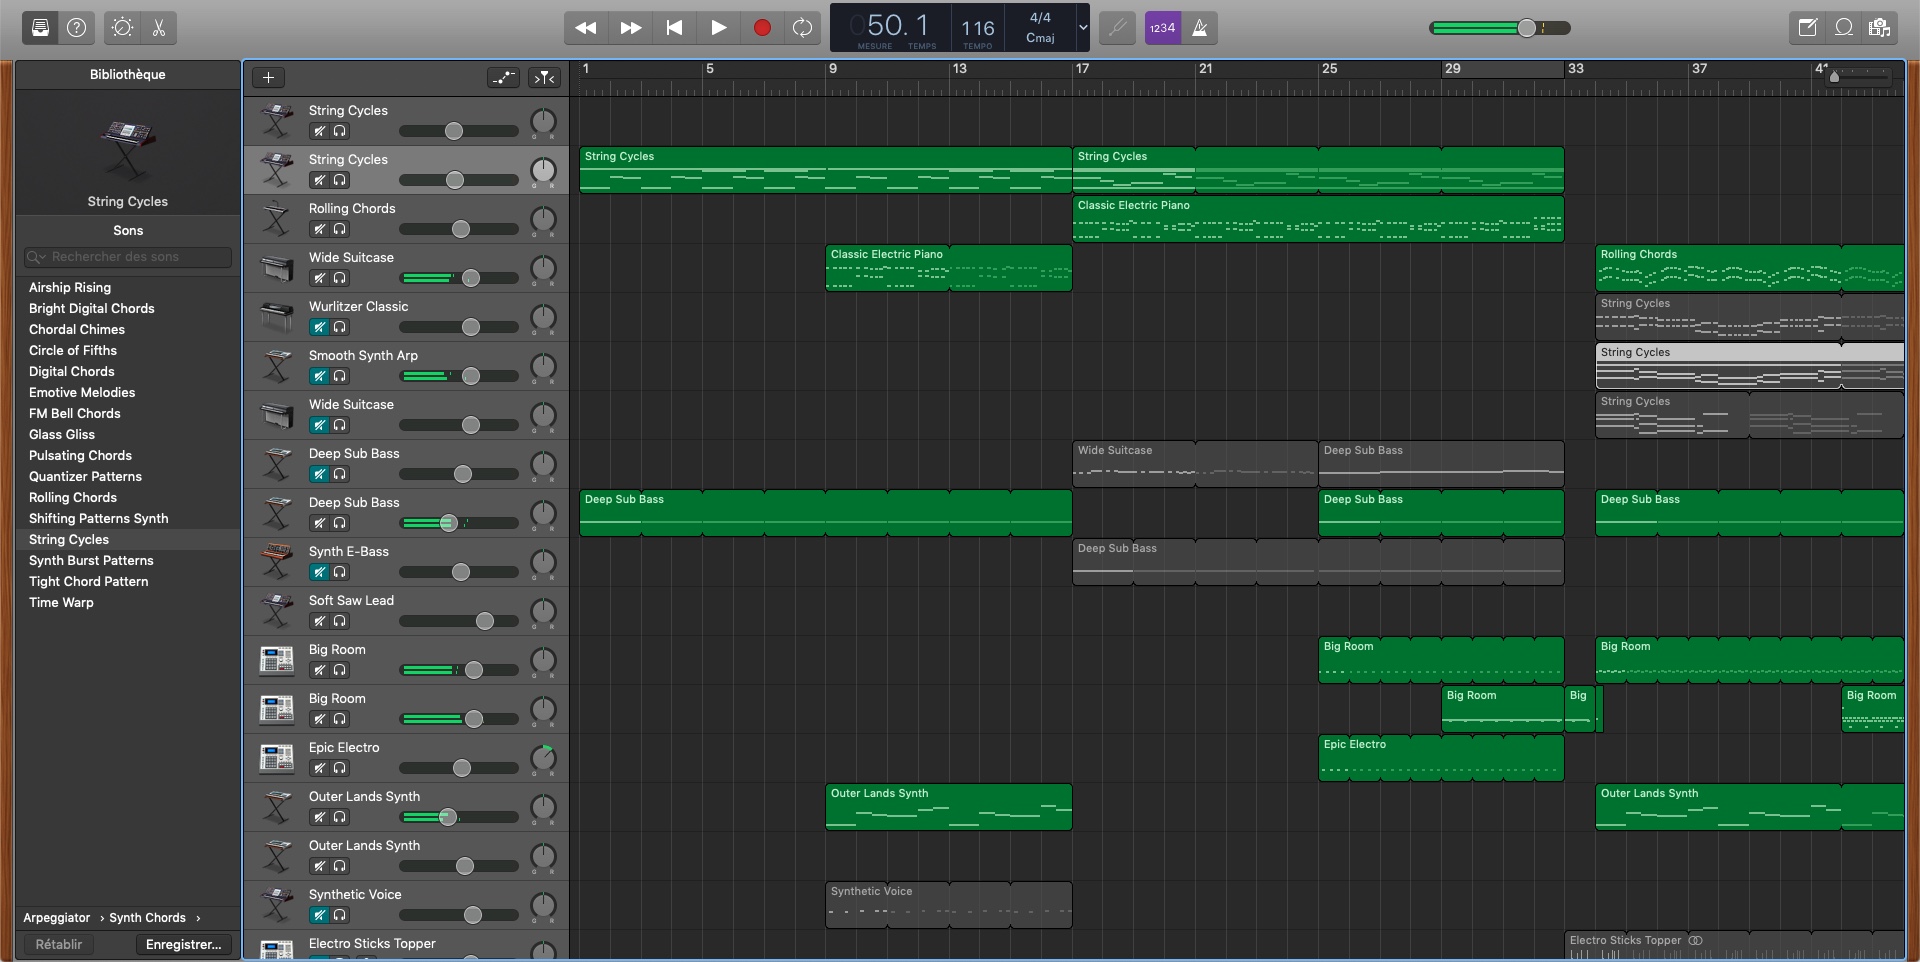 50. 1
MESURE TEMPS
116
TEMPO
4/4
Cmaj
1234
Bibliothèque
String Cycles
Sons
Rechercher des sons
Airship Rising
Bright Digital Chords
Chordal Chimes
Circle of Fifths
Digital Chords
Emotive Melodies
FM Bell Chords
Glass Gliss
Pulsating Chords
Quantizer Patterns
Rolling Chords
Shifting Patterns Synth
String Cycles
Synth Burst Patterns
Tight Chord Pattern
Time Warp
Arpeggiator › Synth Chords ›
Rétablir
Enregistrer...
1 5 9 13 17 21 25 29 33 37 41
String Cycles
String Cycles
String Cycles
String Cycles
Rolling Chords
Classic Electric Piano
Wide Suitcase
Classic Electric Piano
Rolling Chords
Wurlitzer Classic
String Cycles
Smooth Synth Arp
String Cycles
Wide Suitcase
String Cycles
Deep Sub Bass
Wide Suitcase
Deep Sub Bass
Deep Sub Bass
Deep Sub Bass
Deep Sub Bass
Deep Sub Bass
Synth E-Bass
Deep Sub Bass
Soft Saw Lead
Big Room
Big Room
Big Room
Big Room
Big Room
Big
Big Room
Epic Electro
Epic Electro
Outer Lands Synth
Outer Lands Synth
Outer Lands Synth
Outer Lands Synth
Synthetic Voice
Synthetic Voice
Electro Sticks Topper
Electro Sticks Topper